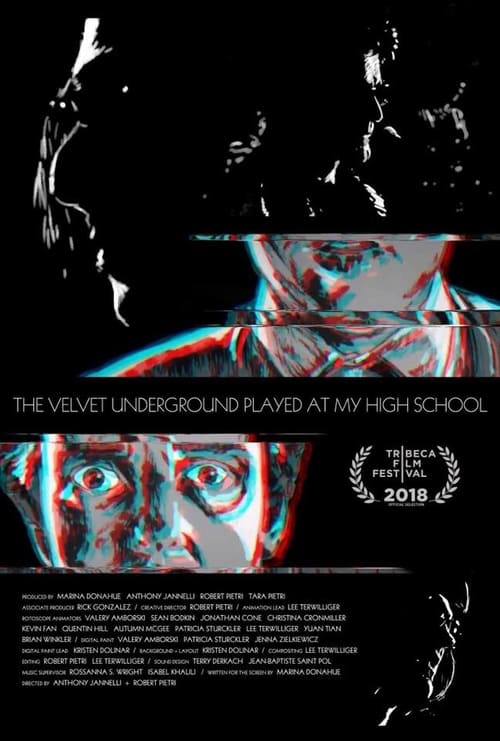 THE VELVET UNDERGROUND PLAYED AT MY HIGH SCHOOL
TRIBECA
FILM
FESTIVAL
2018
OFFICIAL SELECTION
PRODUCED BY MARINA DONAHUE ANTHONY JANNELLI ROBERT PIETRI TARA PIETRI
ASSOCIATE PRODUCER RICK GONZALEZ / CREATIVE DIRECTOR ROBERT PIETRI / ANIMATION LEAD LEE TERWILLIGER
ROTOSCOPE ANIMATORS VALERY AMBORSKI SEAN BODKIN JONATHAN CONE CHRISTINA CRONMILLER
KEVIN FAN QUENTIN HILL AUTUMN MCGEE PATRICIA STURCKLER LEE TERWILIGER YUAN TIAN
BRIAN WINKLER / DIGITAL PAINT VALERY AMBORSKI PATRICIA STURCKLER JENNA ZIELKIEWICZ
DIGITAL PAINT LEAD KRISTEN DOLINAR / BACKGROUND + LAYOUT KRISTEN DOLINAR / COMPOSITING LEE TERWILIGER
EDITING ROBERT PIETRI LEE TERWILIGER / SOUND DESIGN TERRY DERKACH JEAN-BAPTISTE SAINT POL
MUSIC SUPERVISOR ROSSANNA S. WRIGHT ISABEL KHALILI / WRITTEN FOR THE SCREEN BY MARINA DONAHUE
DIRECTED BY ANTHONY JANNELLI + ROBERT PIETRI